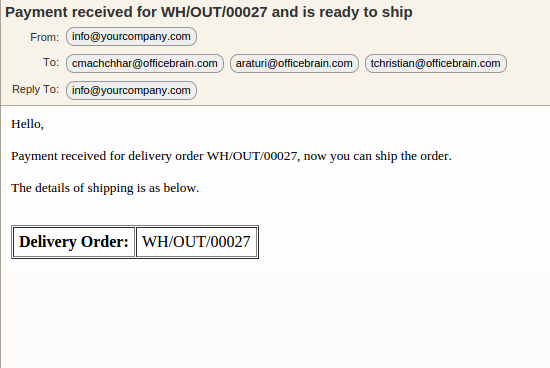 Payment received for WH/OUT/00027 and is ready to ship
From: info@yourcompany.com
To: cmachchhar@officebrain.com araturi@officebrain.com tchristian@officebrain.com
Reply To: info@yourcompany.com
Hello,
Payment received for delivery order WH/OUT/00027, now you can ship the order.
The details of shipping is as below.
Delivery Order: WH/OUT/00027